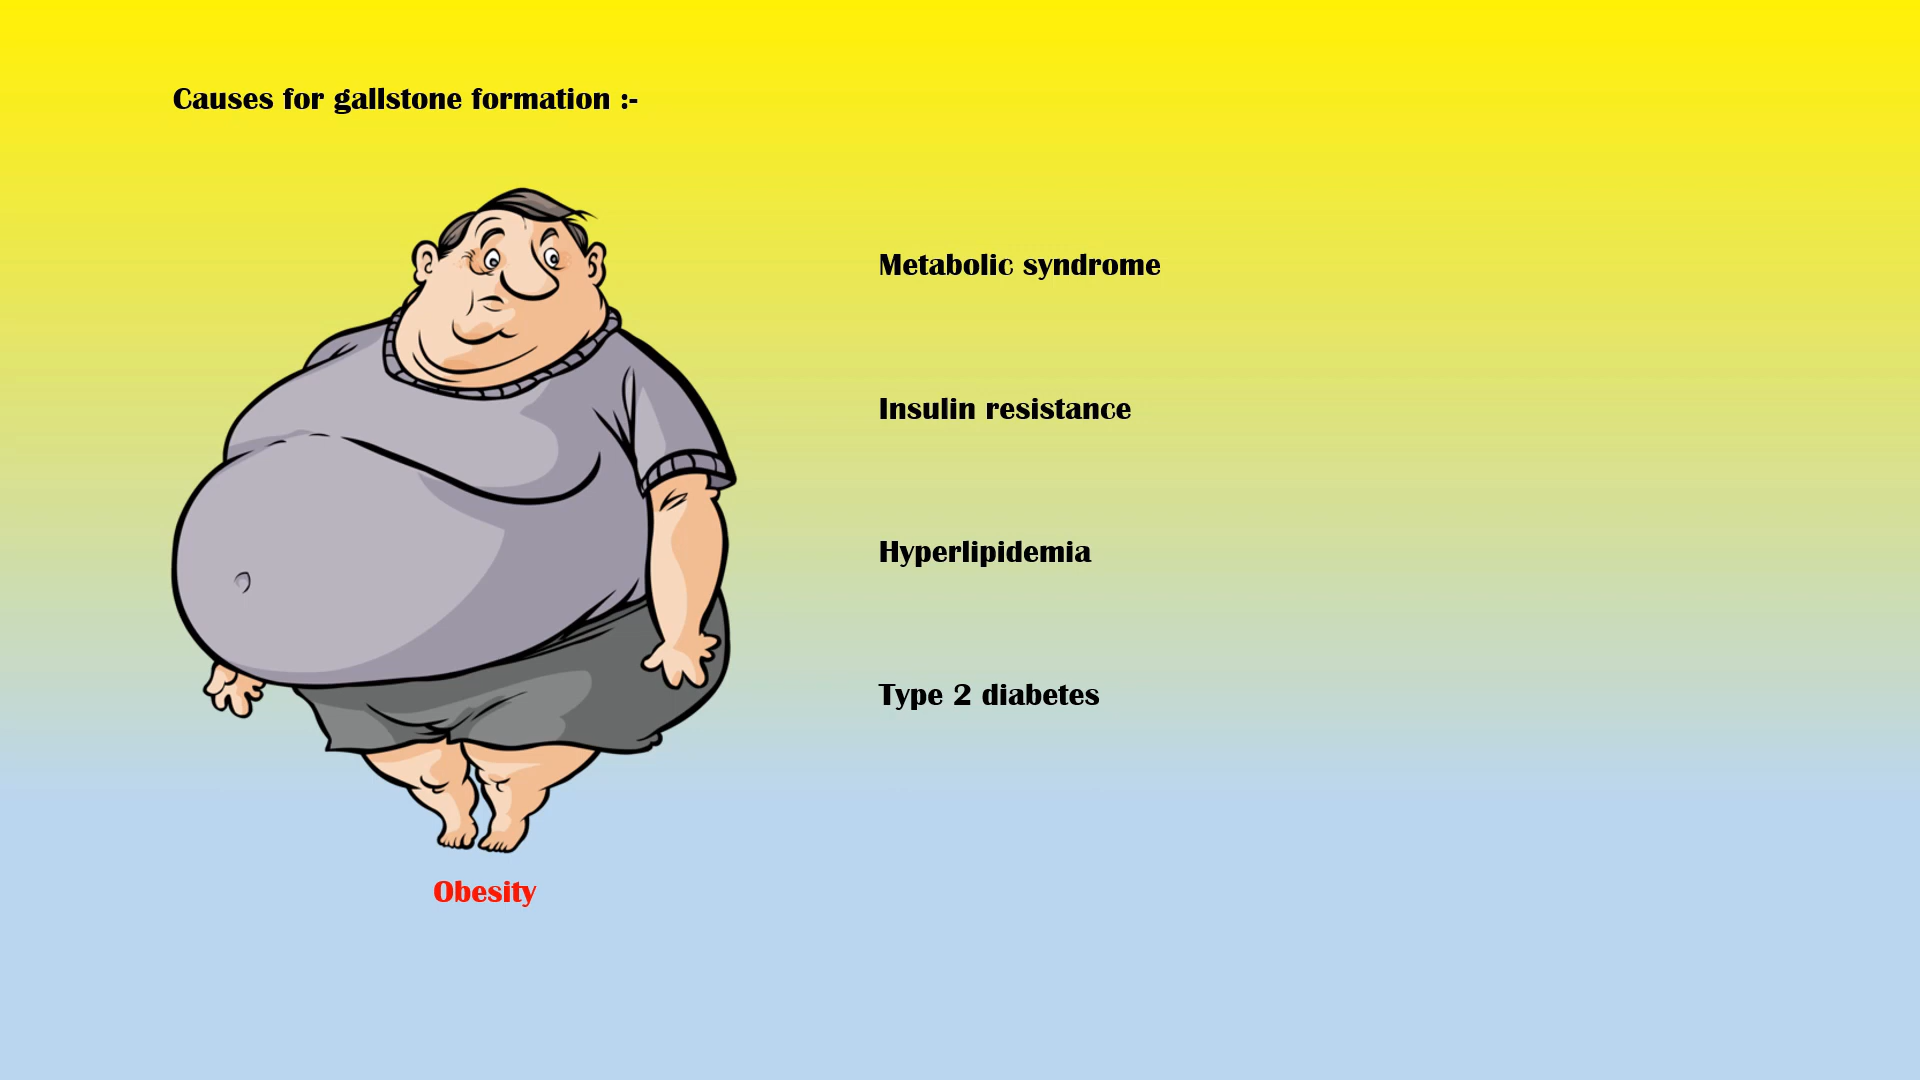 Causes for gallstone formation :-
Metabolic syndrome
Insulin resistance
Hyperlipidemia
Type 2 diabetes
Obesity